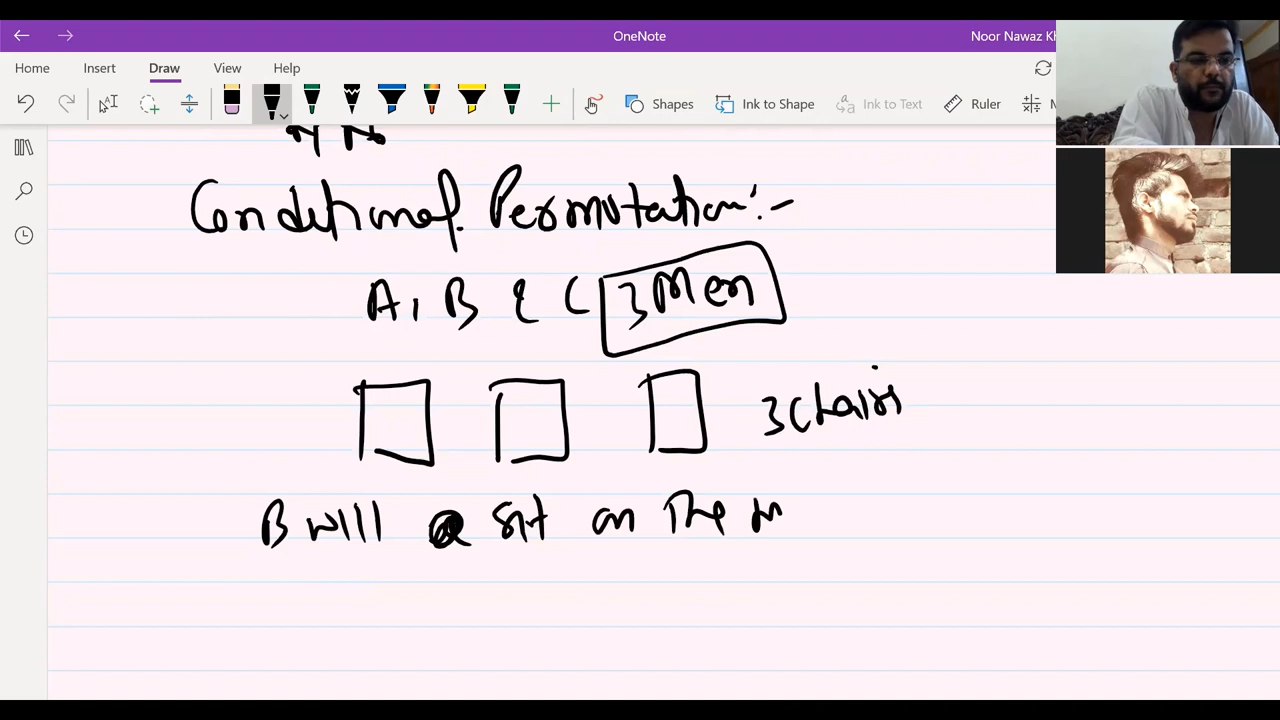 OneNote
Noor Nawaz Kh
Home Insert Draw View Help
Shapes Ink to Shape Ink to Text Ruler M
Conditional Permutation:-
A, B & C 3 Men
3 Chairs
B will sit on The m